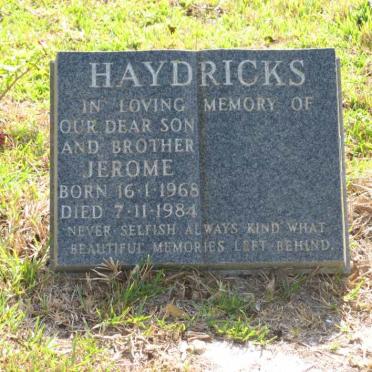 HAYDRICKS
IN LOVING MEMORY OF
OUR DEAR SON
AND BROTHER
JEROME
BORN 16-1-1968
DIED 7-11-1984
NEVER SELFISH ALWAYS KIND WHAT
BEAUTIFUL MEMORIES LEFT BEHIND.